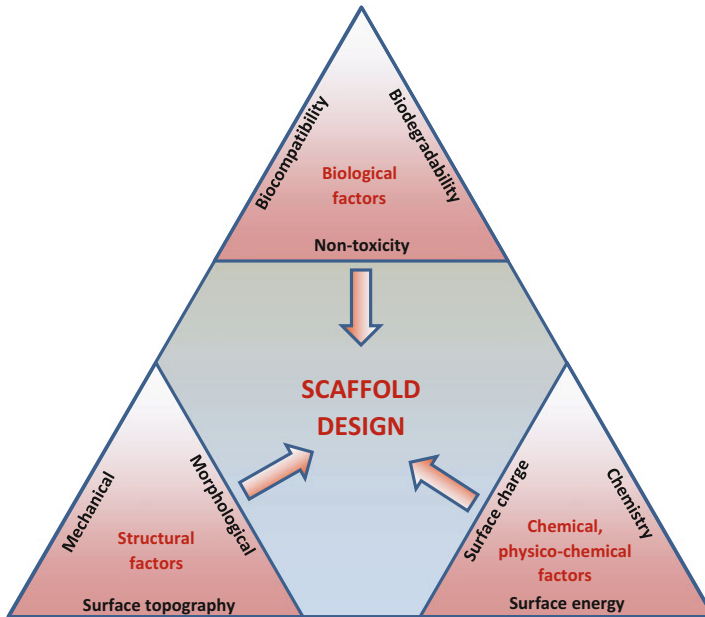 Biocompatibility
Biodegradability
Biological
factors
Non-toxicity
SCAFFOLD
DESIGN
Mechanical
Morphological
Structural
factors
Surface topography
Surface charge
Chemistry
Chemical,
physico-chemical
factors
Surface energy